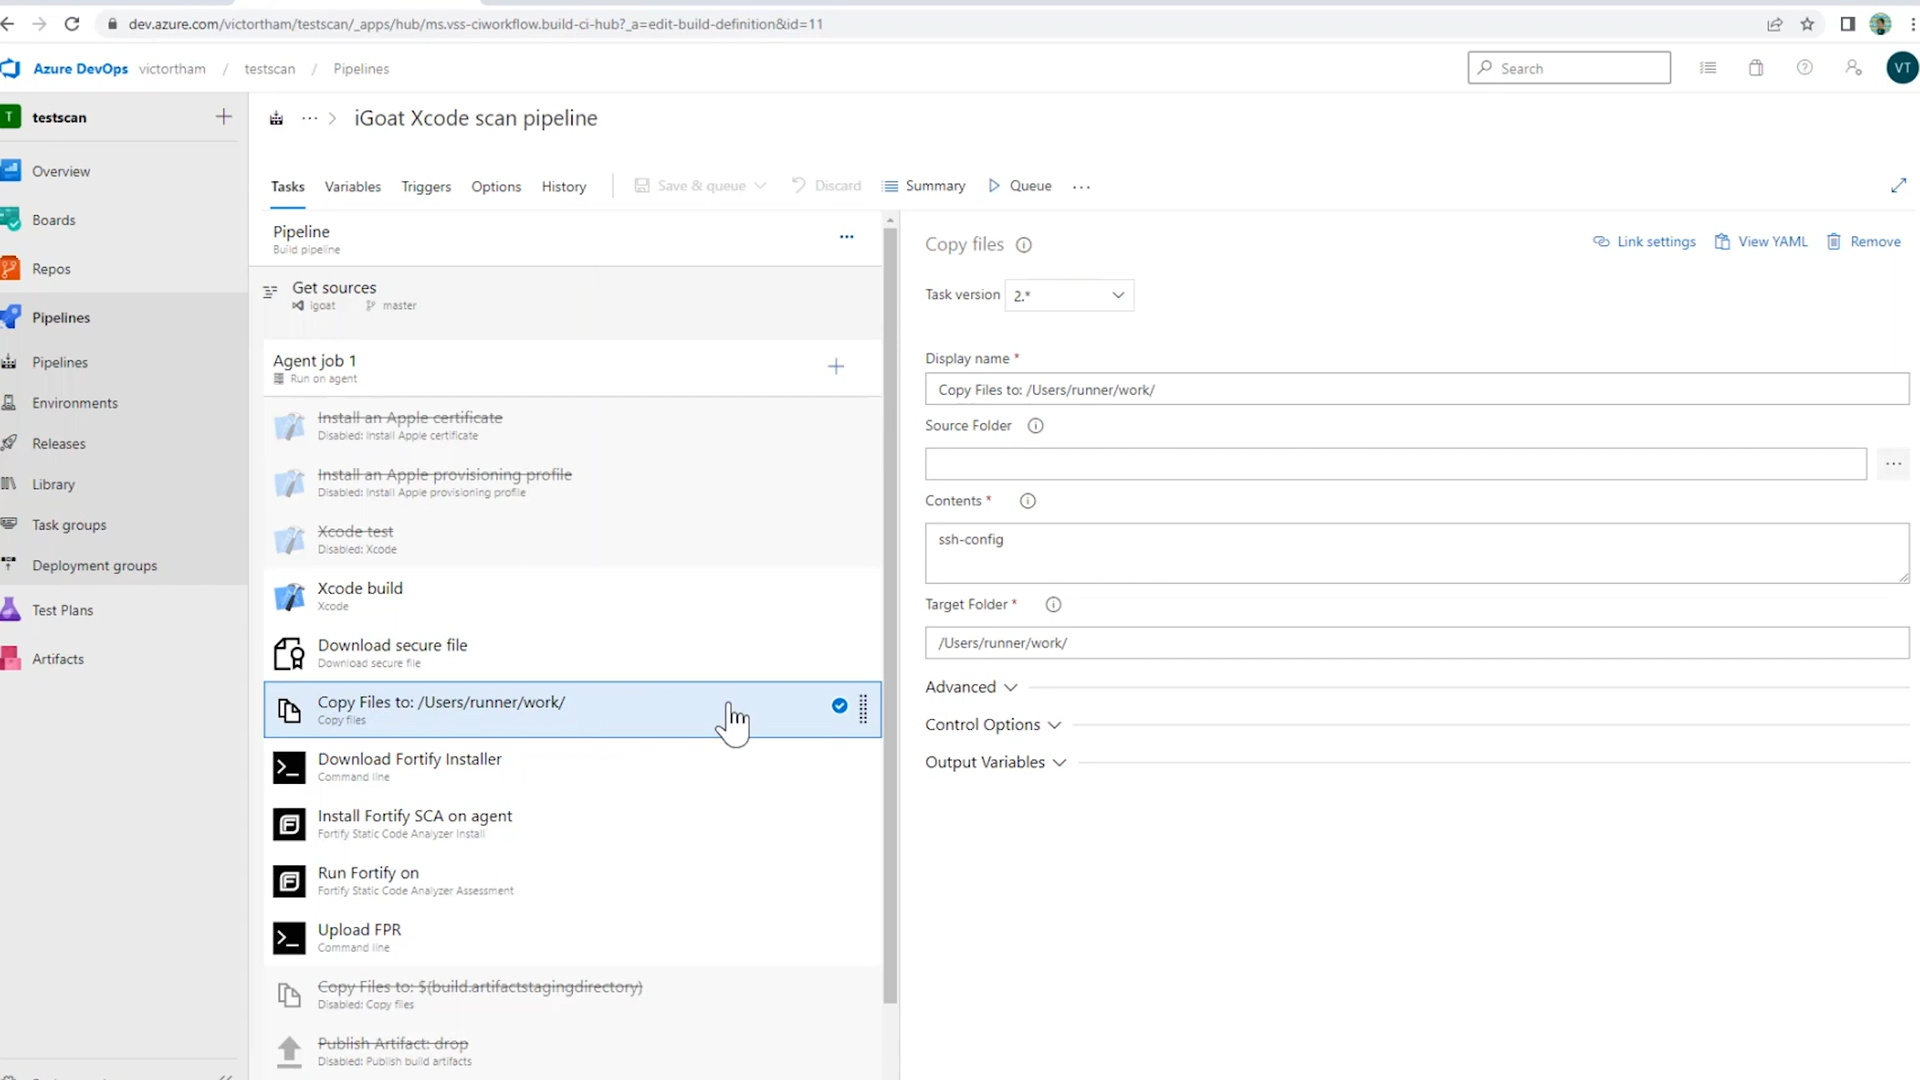 dev.azure.com/victortham/testscan/_apps/hub/ms.vss-ciworkflow.build-ci-hub?_a=edit-build-definition&id=11
Azure DevOps victortham / testscan / Pipelines
Search
VT
T testscan
Overview
Boards
Repos
Pipelines
Pipelines
Environments
Releases
Library
Task groups
Deployment groups
Test Plans
Artifacts
... > iGoat Xcode scan pipeline
Tasks Variables Triggers Options History Save & queue Discard Summary Queue ...
Pipeline
Build pipeline
Get sources
igoat master
Agent job 1
Run on agent
Install an Apple certificate
Disabled: Install Apple certificate
Install an Apple provisioning profile
Disabled: Install Apple provisioning profile
Xcode test
Disabled: Xcode
Xcode build
Xcode
Download secure file
Download secure file
Copy Files to: /Users/runner/work/
Copy files
Download Fortify Installer
Command line
Install Fortify SCA on agent
Fortify Static Code Analyzer Install
Run Fortify on
Fortify Static Code Analyzer Assessment
Upload FPR
Command line
Copy Files to: $(build.artifactstagingdirectory)
Disabled: Copy files
Publish Artifact: drop
Disabled: Publish build artifacts
Copy files
Link settings View YAML Remove
Task version 2.*
Display name *
Copy Files to: /Users/runner/work/
Source Folder
Contents *
ssh-config
Target Folder *
/Users/runner/work/
Advanced
Control Options
Output Variables